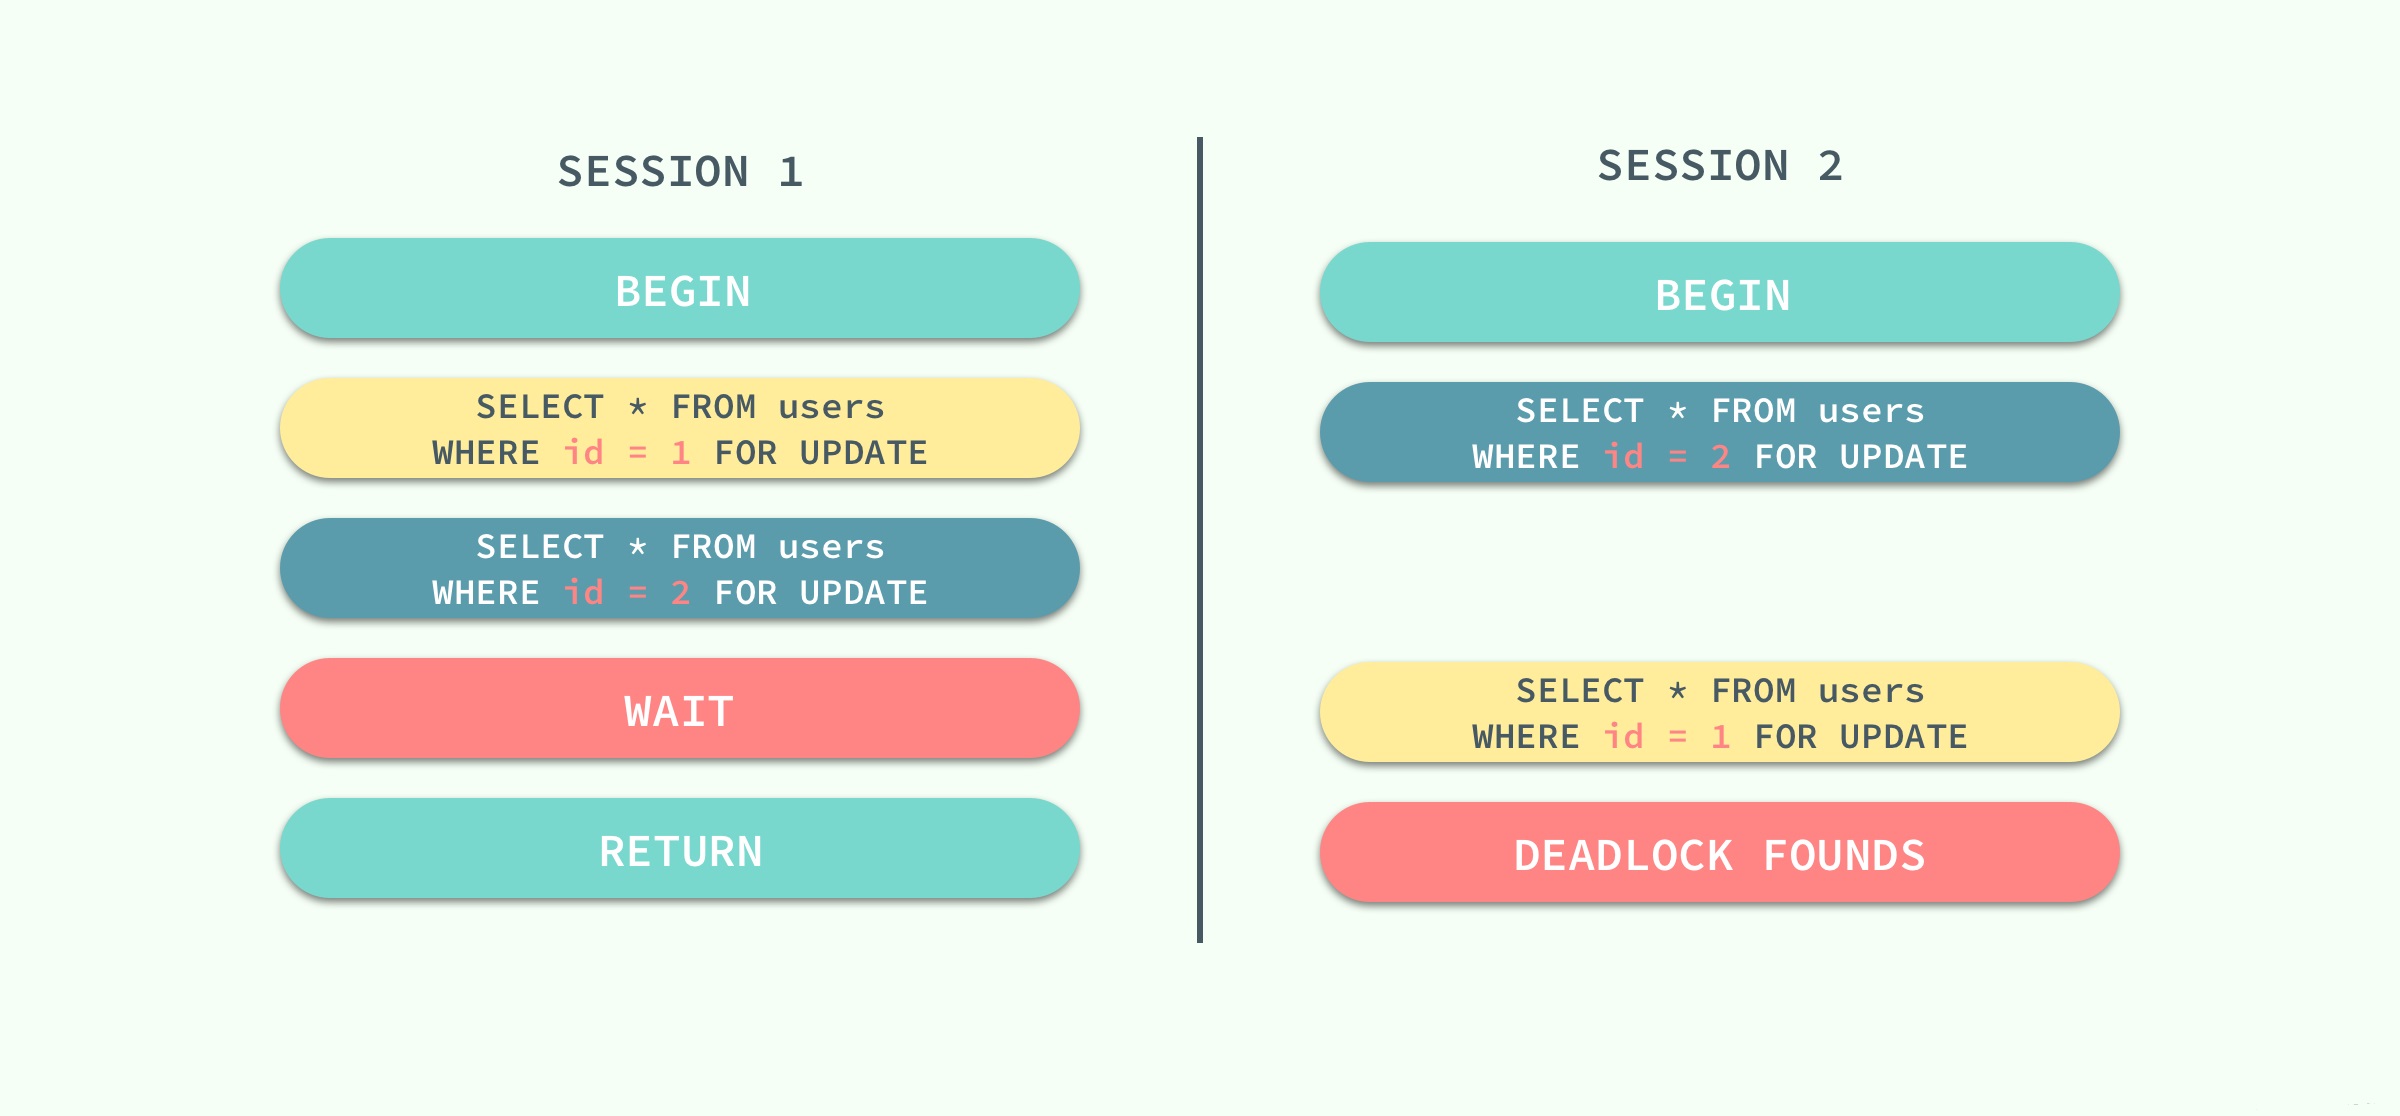 SESSION 1
BEGIN
SELECT * FROM users
WHERE id = 1 FOR UPDATE
SELECT * FROM users
WHERE id = 2 FOR UPDATE
WAIT
RETURN
SESSION 2
BEGIN
SELECT * FROM users
WHERE id = 2 FOR UPDATE
SELECT * FROM users
WHERE id = 1 FOR UPDATE
DEADLOCK FOUNDS